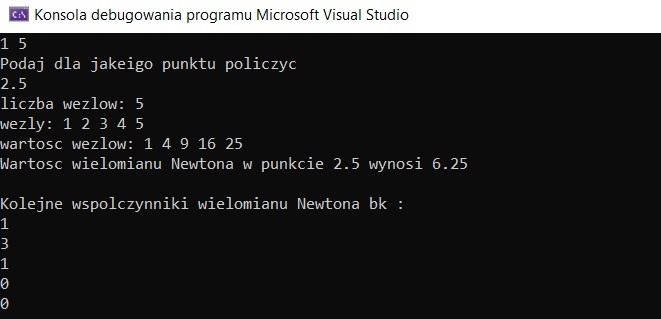 Konsola debugowania programu Microsoft Visual Studio
1 5
Podaj dla jakeigo punktu policzyc
2.5
liczba wezlow: 5
wezly: 1 2 3 4 5
wartosc wezlow: 1 4 9 16 25
Wartosc wielomianu Newtona w punkcie 2.5 wynosi 6.25
Kolejne wspolczynniki wielomianu Newtona bk :
1
3
1
0
0